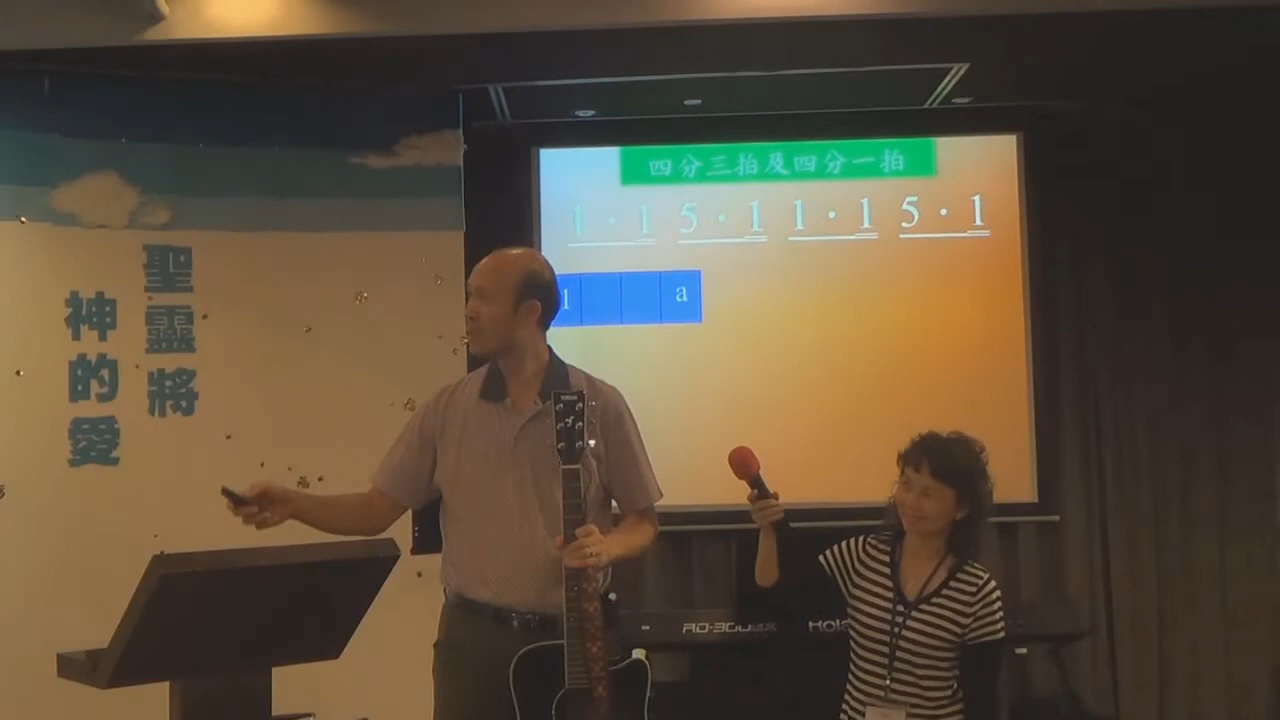 四分三拍及四分一拍
1 · 1 5 · 1 1 · 1 5 · 1
1 a
聖靈將
神的愛
YAMAHA
RD-300
Rola